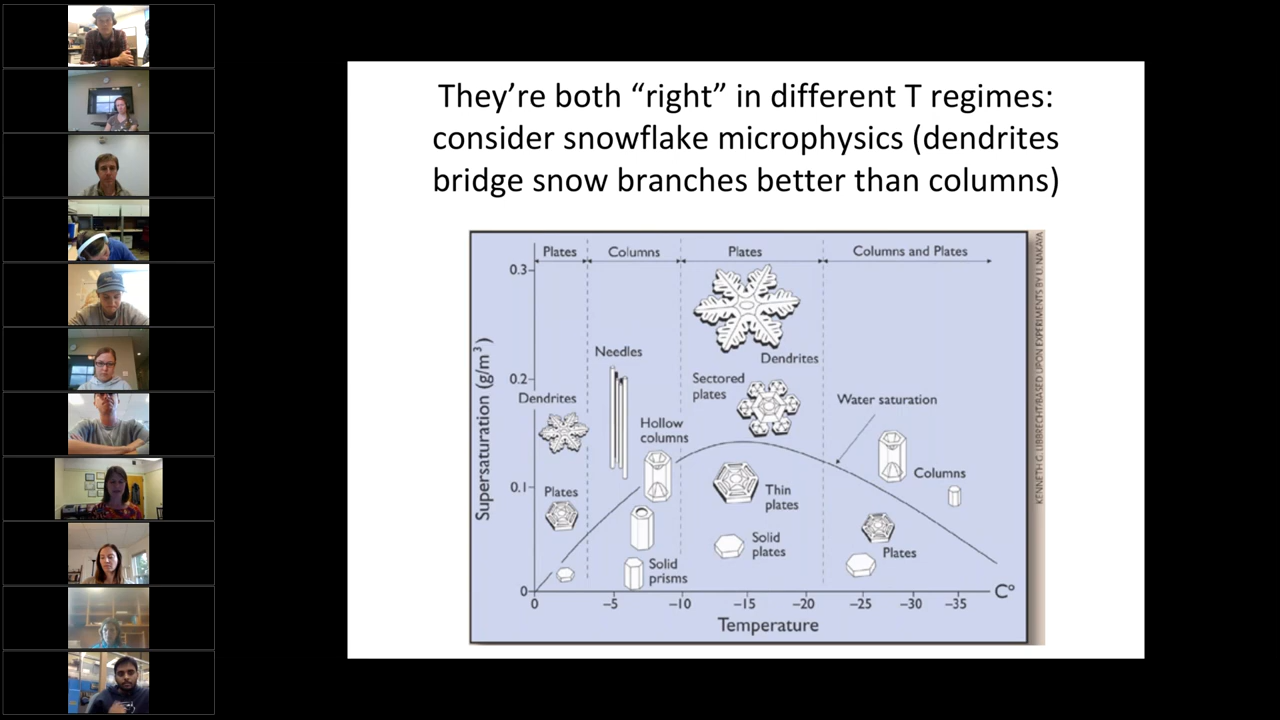 They’re both “right” in different T regimes:
consider snowflake microphysics (dendrites
bridge snow branches better than columns)
Plates
Columns
Plates
Columns and Plates
0.3
Dendrites
Needles
0.2
Sectored
plates
Dendrites
Water saturation
Hollow
columns
Columns
0.1
Plates
Thin
plates
Solid
plates
Plates
Solid
prisms
0
Supersaturation (g/m³)
0
–5
–10
–15
–20
–25
–30
–35
C°
Temperature
KENNETH G. LIBBRECHT/BASED UPON EXPERIMENTS BY U. NAKAYA